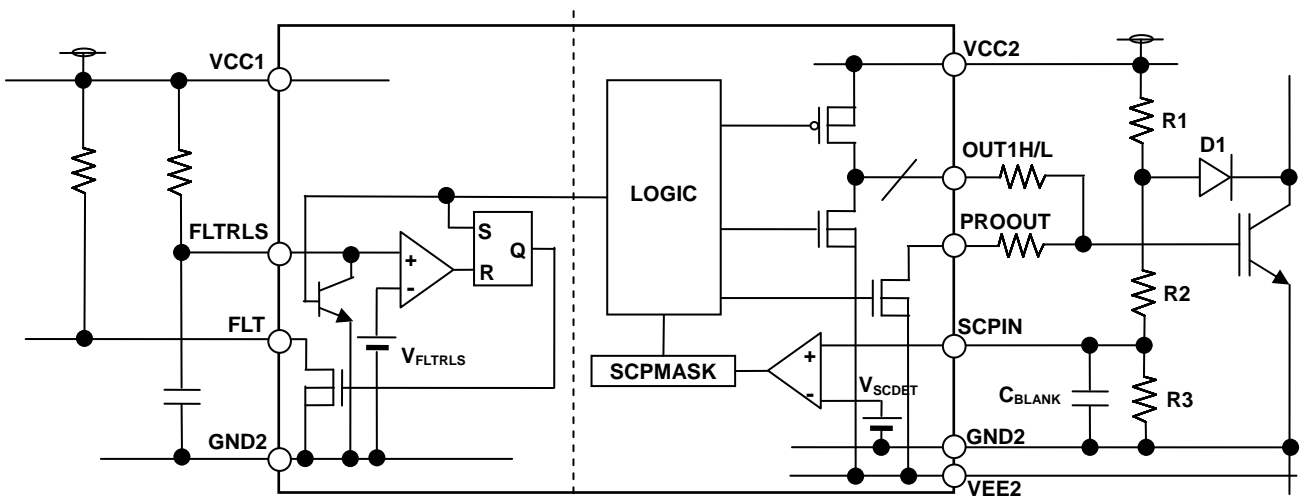 VCC1
VCC2
R1
D1
OUT1H/L
LOGIC
PROOUT
FLTRLS
S
Q
R
+
-
R2
FLT
SCPIN
VFLTRLS
SCPMASK
+
-
VSCDET
CBLANK
R3
GND2
GND2
VEE2